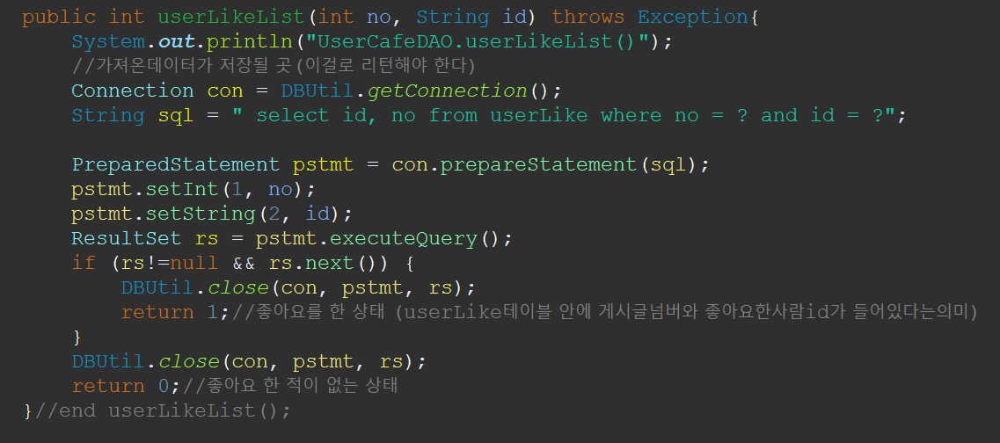 public int userLikeList(int no, String id) throws Exception{
    System.out.println("UserCafeDAO.userLikeList()");
    //가져온데이터가 저장될 곳(이걸로 리턴해야 한다)
    Connection con = DBUtil.getConnection();
    String sql = " select id, no from userLike where no = ? and id = ?";

    PreparedStatement pstmt = con.prepareStatement(sql);
    pstmt.setInt(1, no);
    pstmt.setString(2, id);
    ResultSet rs = pstmt.executeQuery();
    if (rs!=null && rs.next()) {
        DBUtil.close(con, pstmt, rs);
        return 1;//좋아요를 한 상태 (userLike테이블 안에 게시글넘버와 좋아요한사람id가 들어있다는의미)
    }
    DBUtil.close(con, pstmt, rs);
    return 0;//좋아요 한 적이 없는 상태
}//end userLikeList();